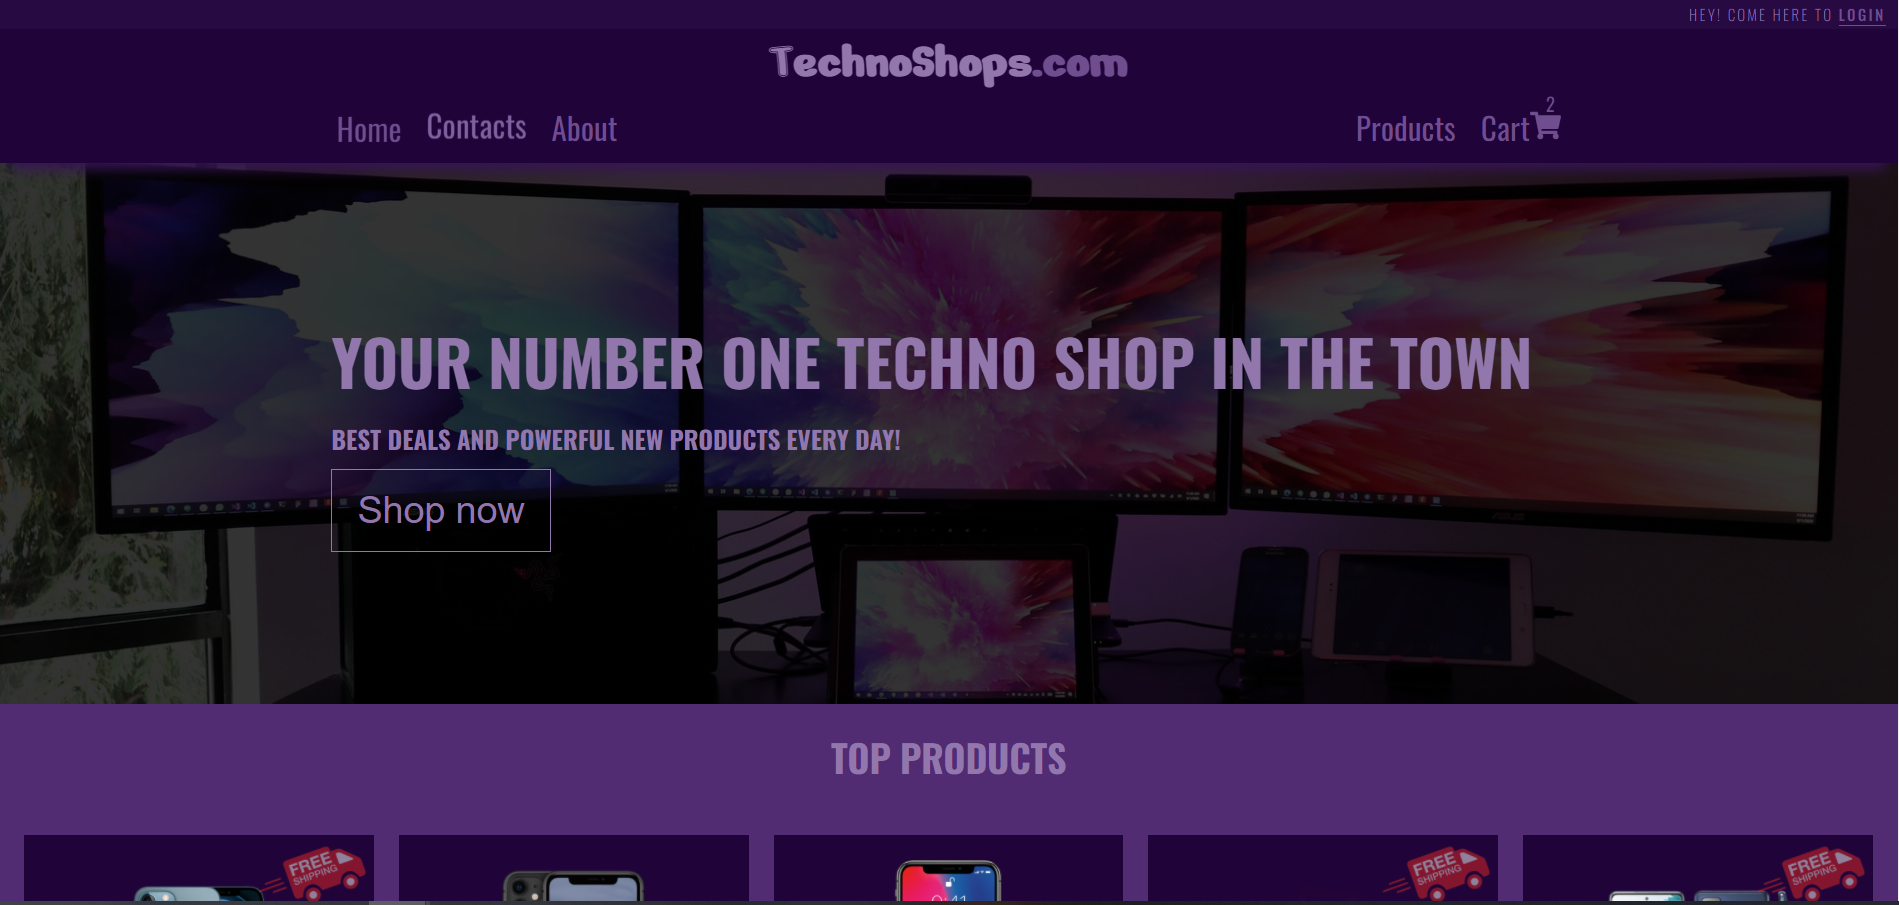 HEY! COME HERE TO LOGIN
TechnoShops.com
Home Contacts About Products Cart 2
YOUR NUMBER ONE TECHNO SHOP IN THE TOWN
BEST DEALS AND POWERFUL NEW PRODUCTS EVERY DAY!
Shop now
TOP PRODUCTS
FREE
SHIPPING
FREE
SHIPPING
FREE
SHIPPING